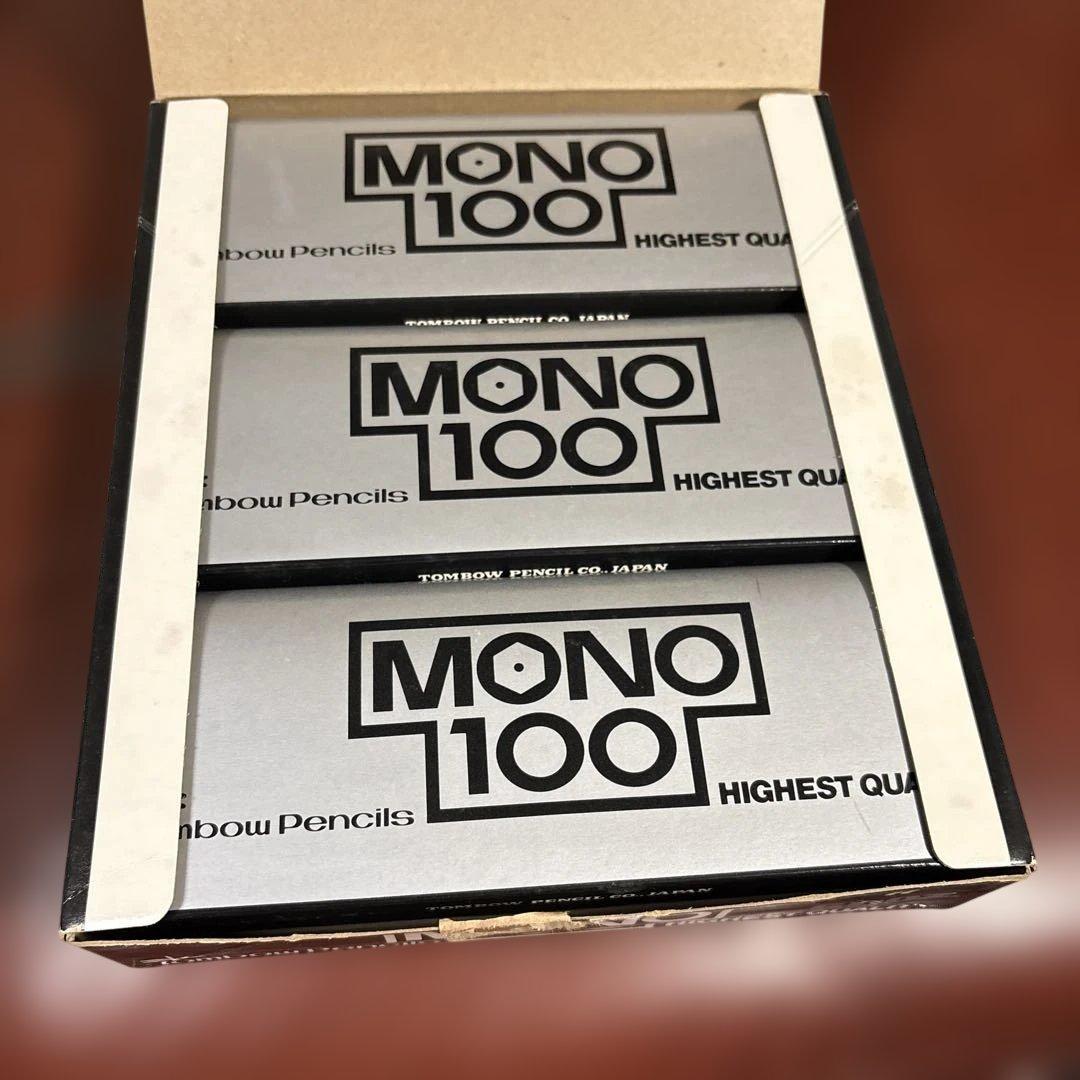 MONO
100
bow Pencils
HIGHEST QUA
TOMBOW PENCIL CO., JAPAN
MONO
100
mbow Pencils
HIGHEST QUA
TOMBOW PENCIL CO., JAPAN
MONO
100
mbow Pencils
HIGHEST QUA
TOMBOW PENCIL CO., JAPAN